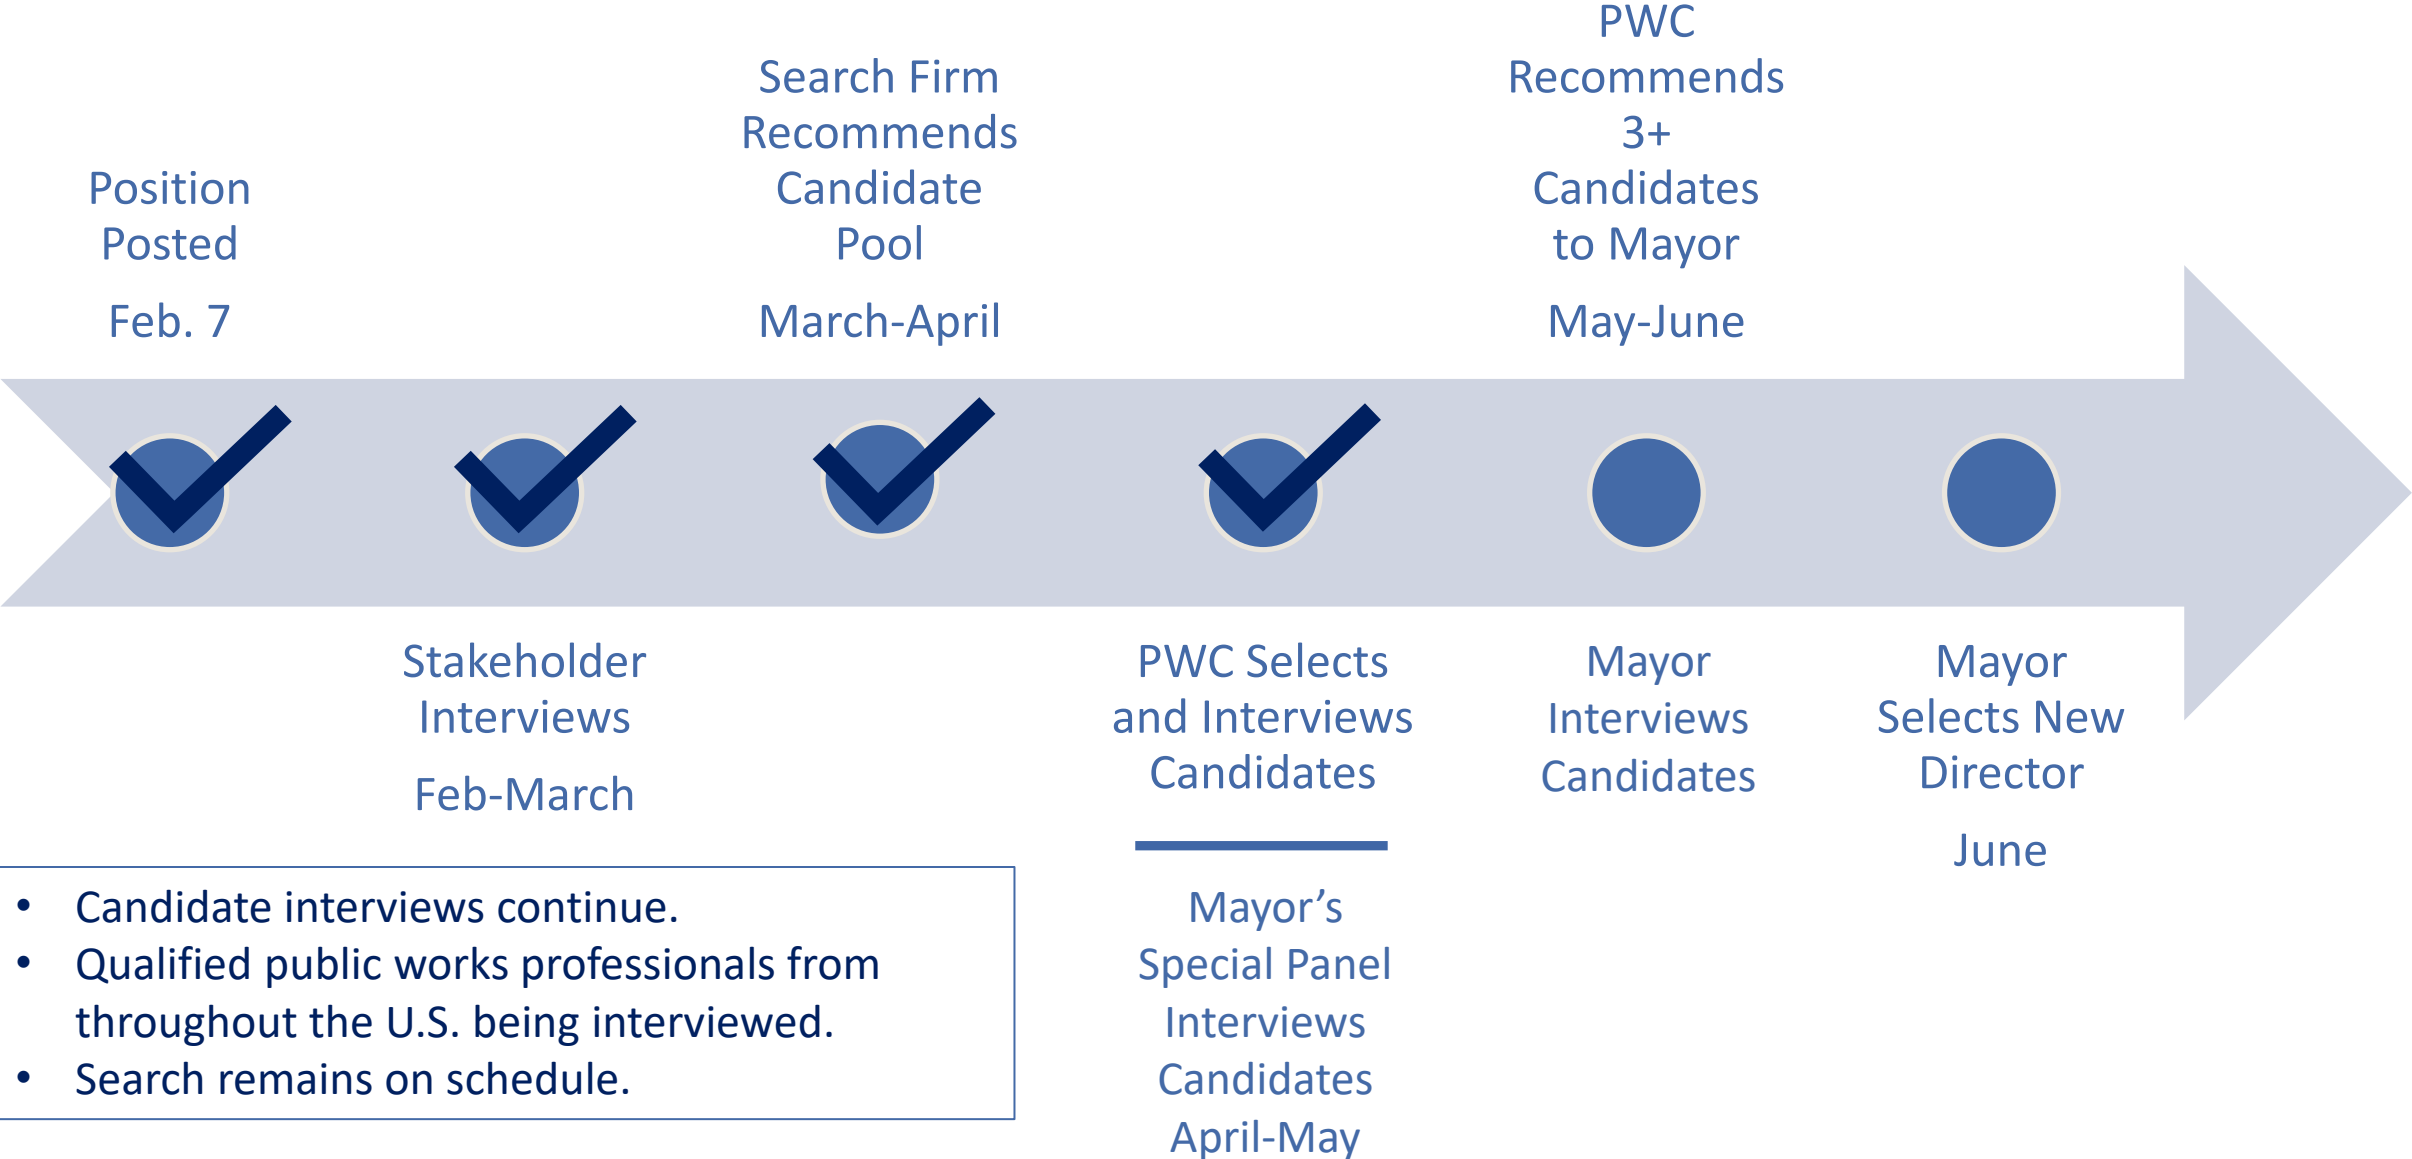 Position
Posted
Feb. 7
Stakeholder
Interviews
Feb-March
Search Firm
Recommends
Candidate
Pool
March-April
PWC Selects
and Interviews
Candidates
Mayor’s
Special Panel
Interviews
Candidates
April-May
PWC
Recommends
3+
Candidates
to Mayor
May-June
Mayor
Interviews
Candidates
Mayor
Selects New
Director
June
• Candidate interviews continue.
• Qualified public works professionals from
throughout the U.S. being interviewed.
• Search remains on schedule.